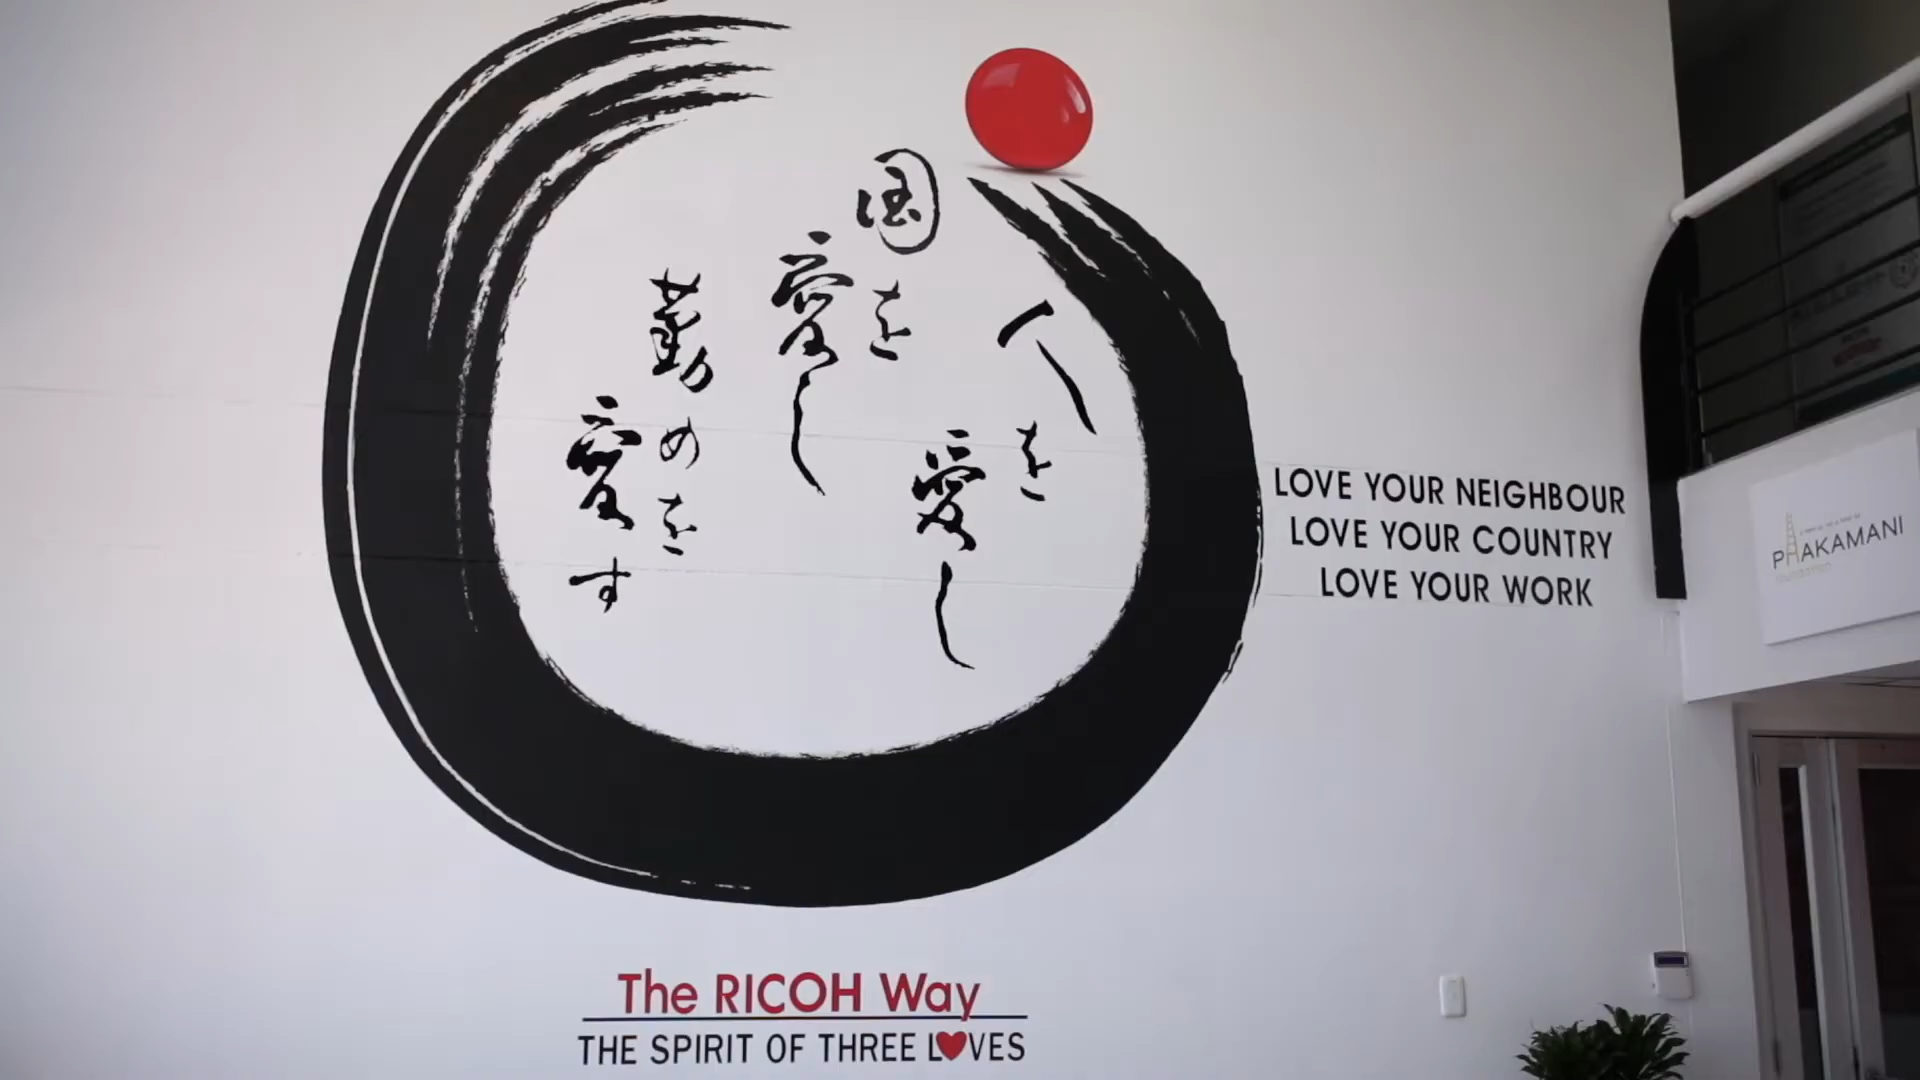 人を
愛し
国を
愛し
勤めを
愛す
LOVE YOUR NEIGHBOUR
LOVE YOUR COUNTRY
LOVE YOUR WORK
PHAKAMANI
The RICOH Way
THE SPIRIT OF THREE LOVES